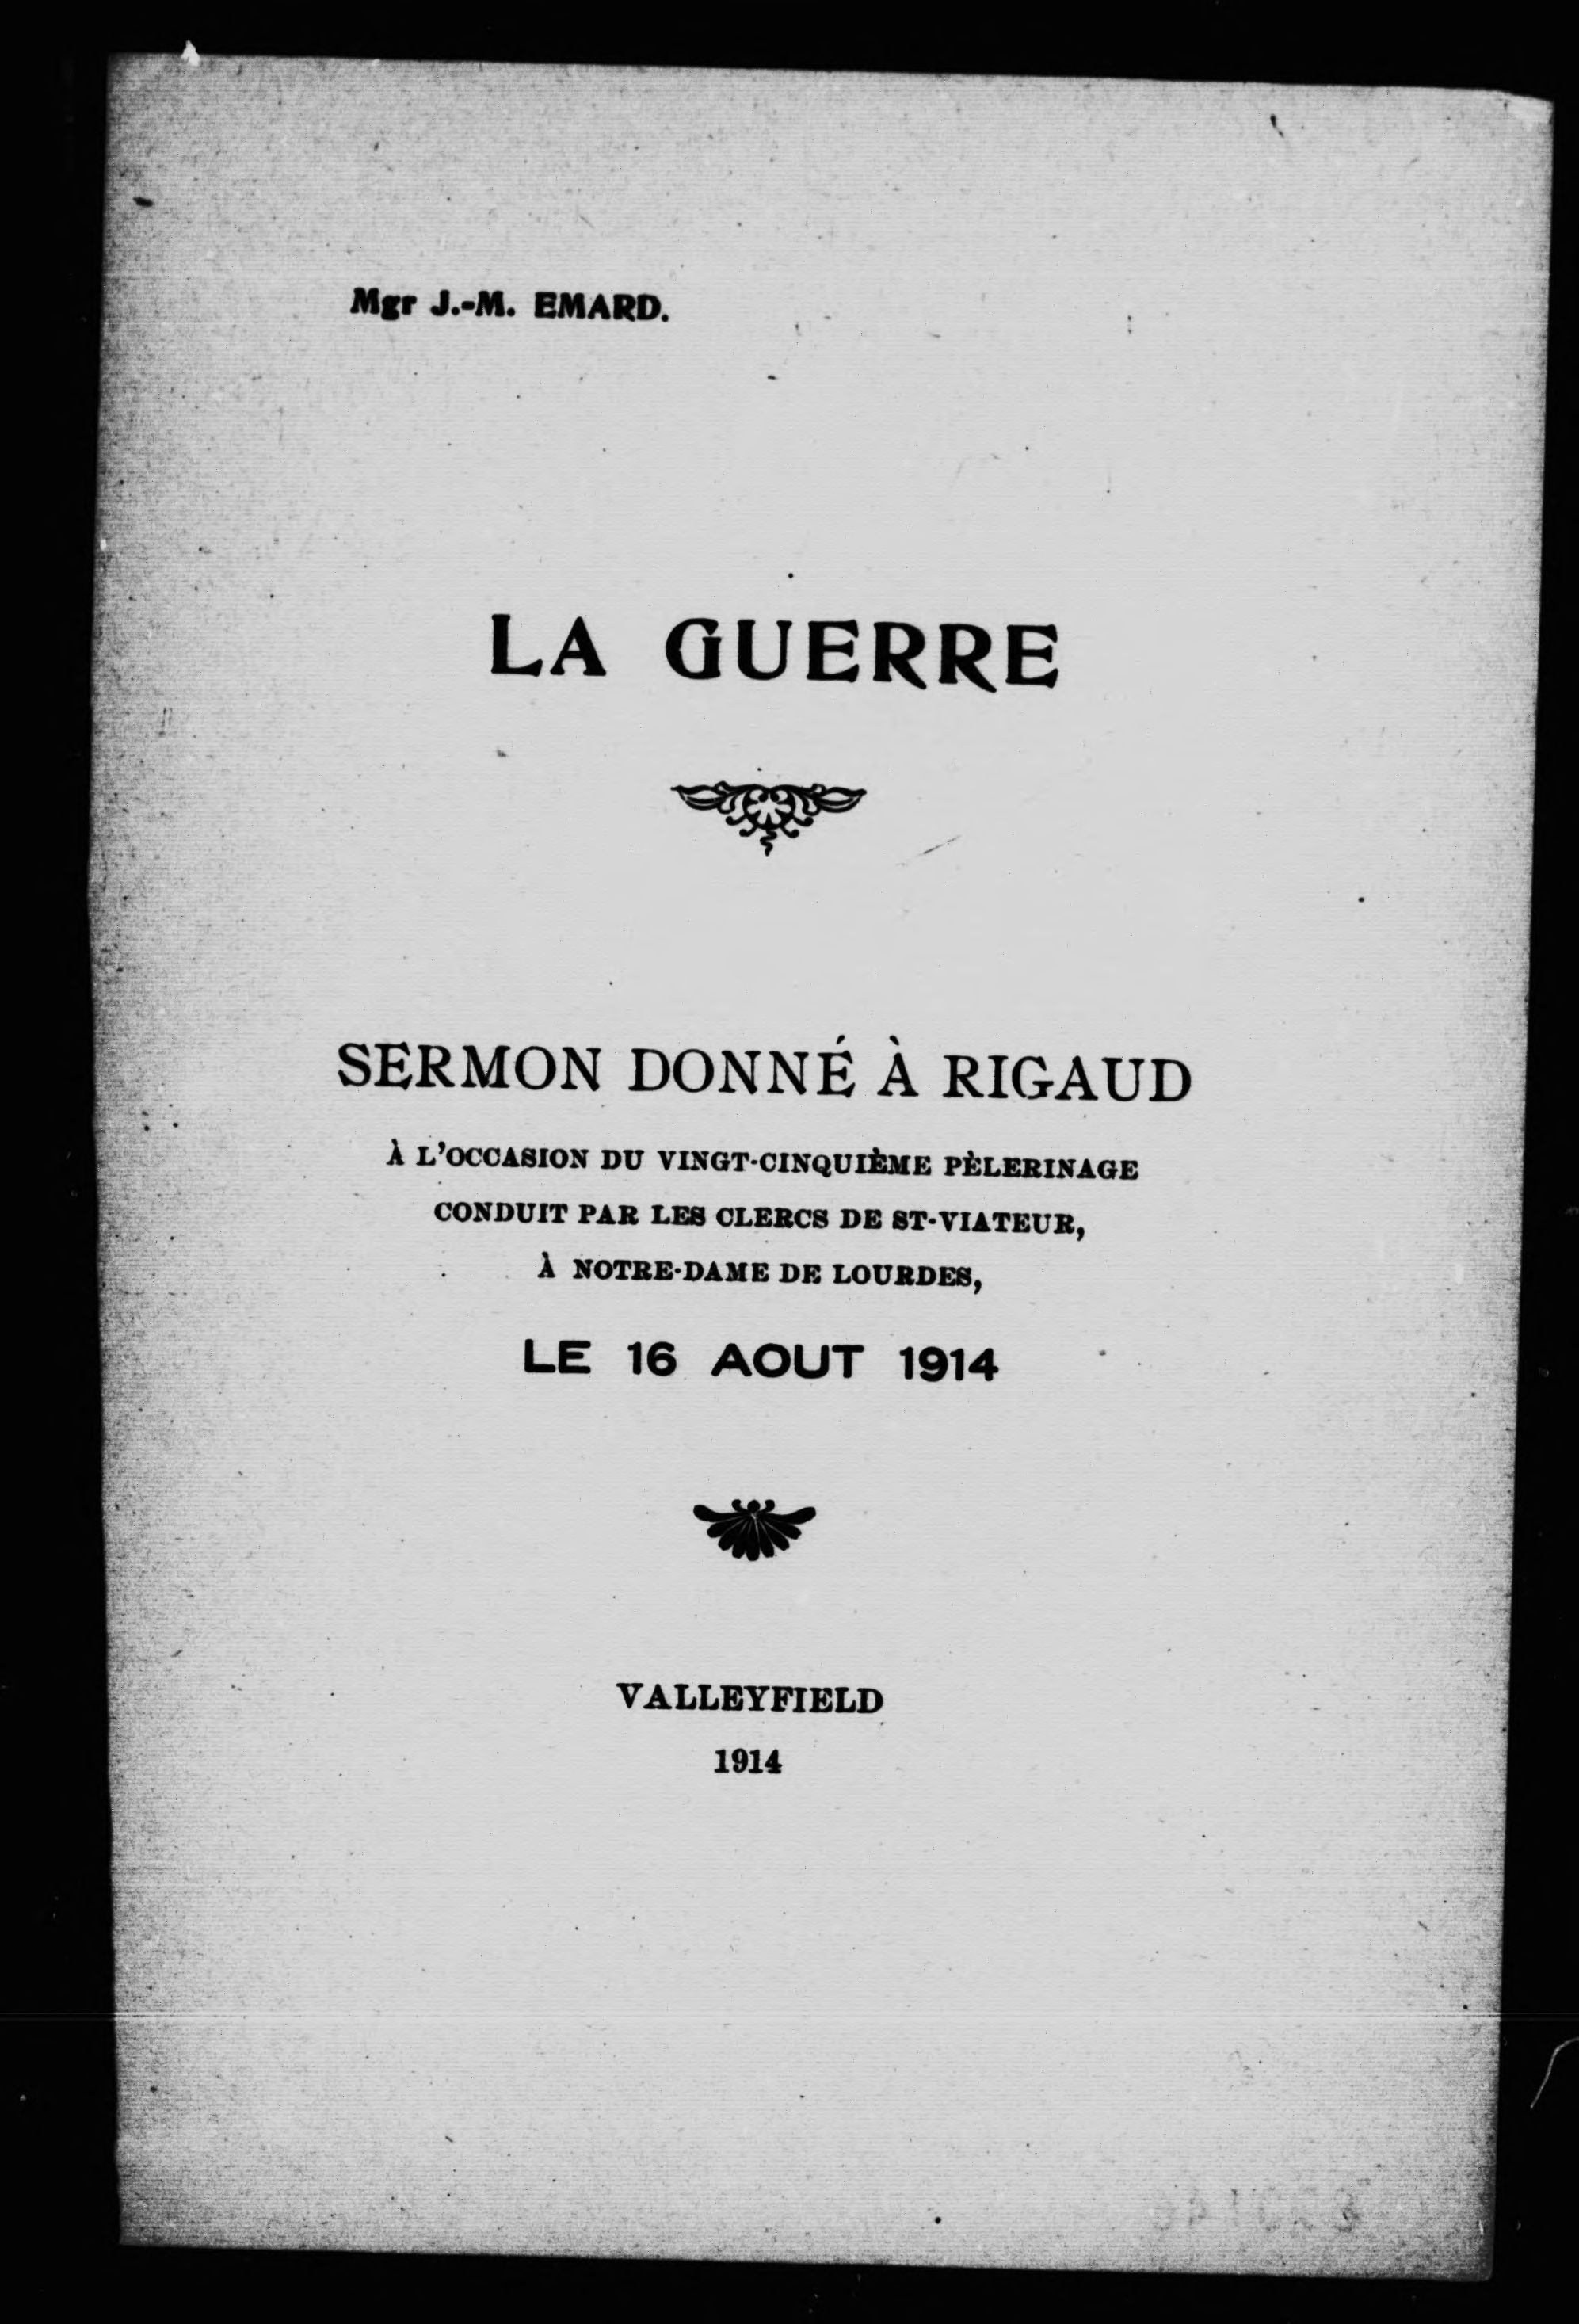 Mgr J.-M. EMARD.
LA GUERRE
SERMON DONNÉ À RIGAUD
À L'OCCASION DU VINGT-CINQUIÈME PÈLERINAGE
CONDUIT PAR LES CLERCS DE ST-VIATEUR,
À NOTRE-DAME DE LOURDES,
LE 16 AOUT 1914
VALLEYFIELD
1914